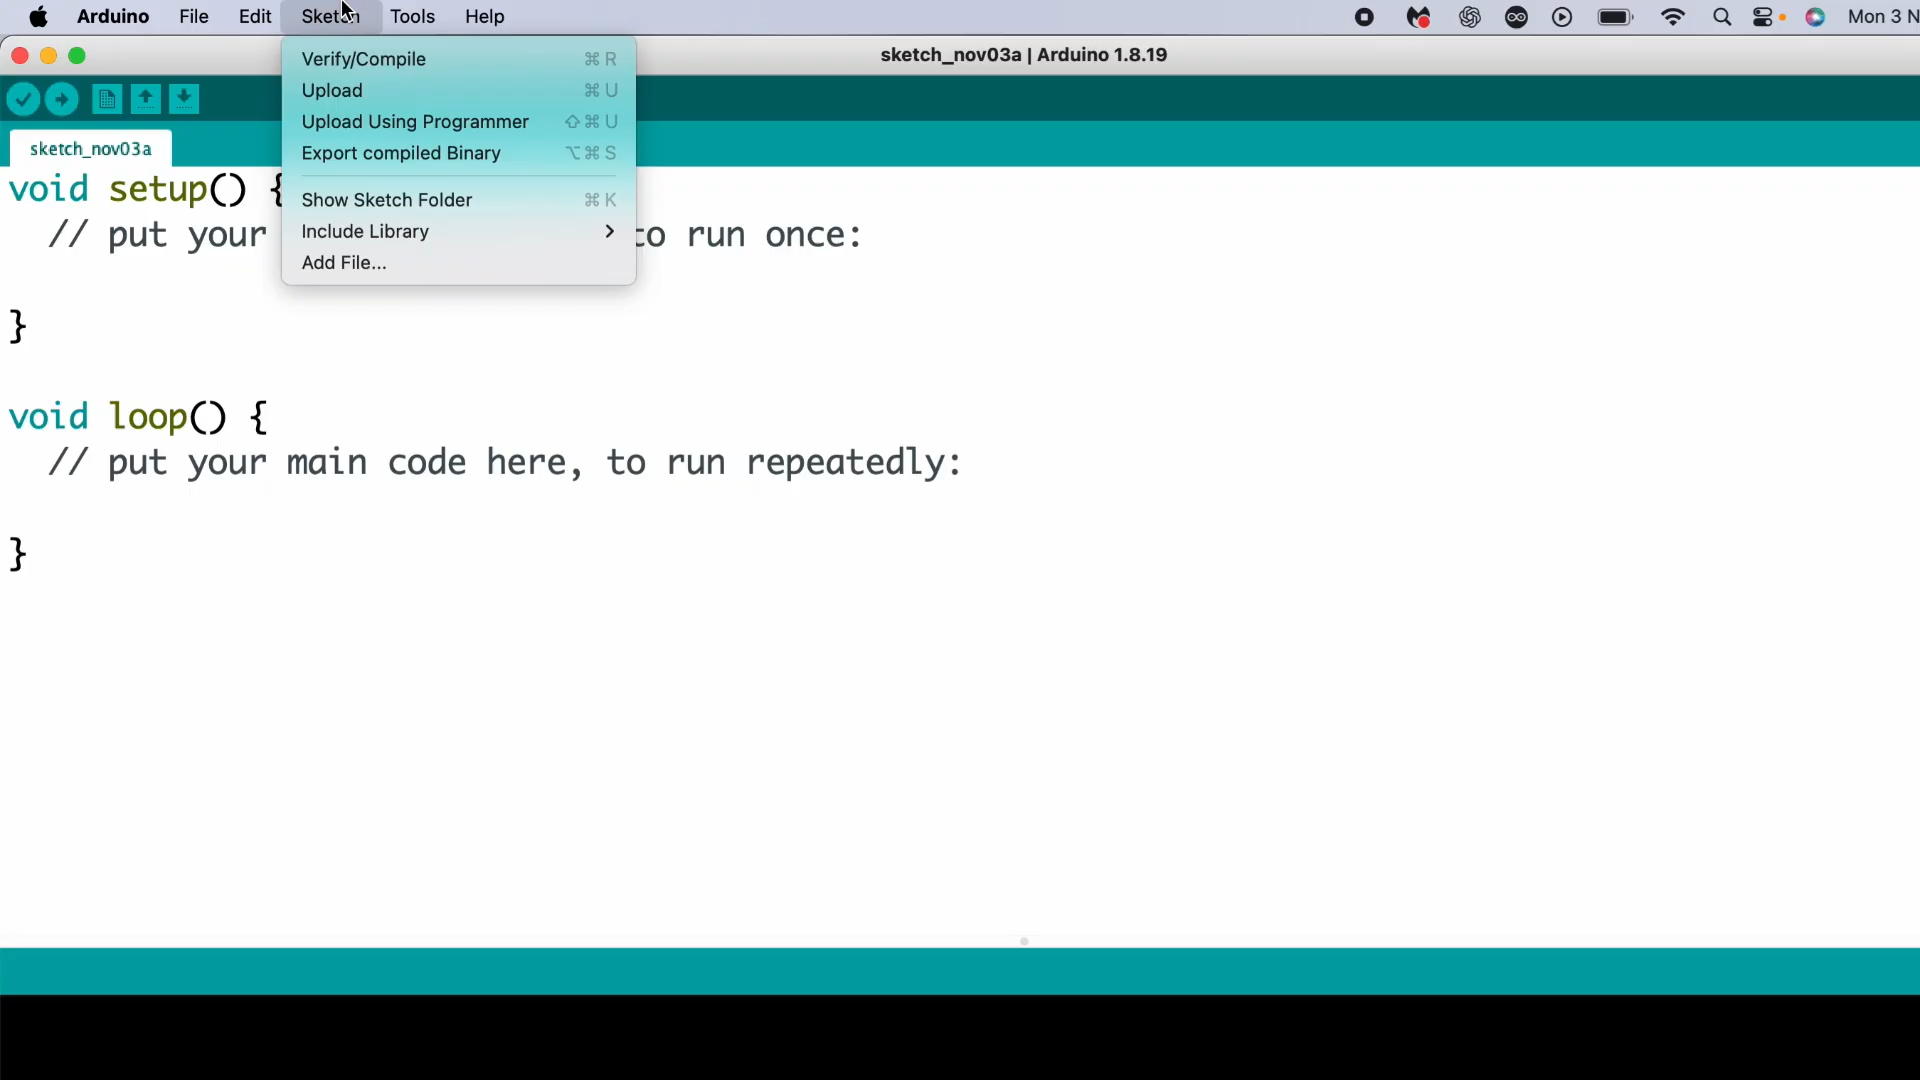 Arduino File Edit Sketch Tools Help Mon 3 N
sketch_nov03a | Arduino 1.8.19
Verify/Compile ⌘ R
Upload ⌘ U
Upload Using Programmer ⇧⌘ U
Export compiled Binary ⌥⌘ S
Show Sketch Folder ⌘ K
Include Library
Add File...
sketch_nov03a
void setup() {
// put your to run once:
}
void loop() {
// put your main code here, to run repeatedly:
}